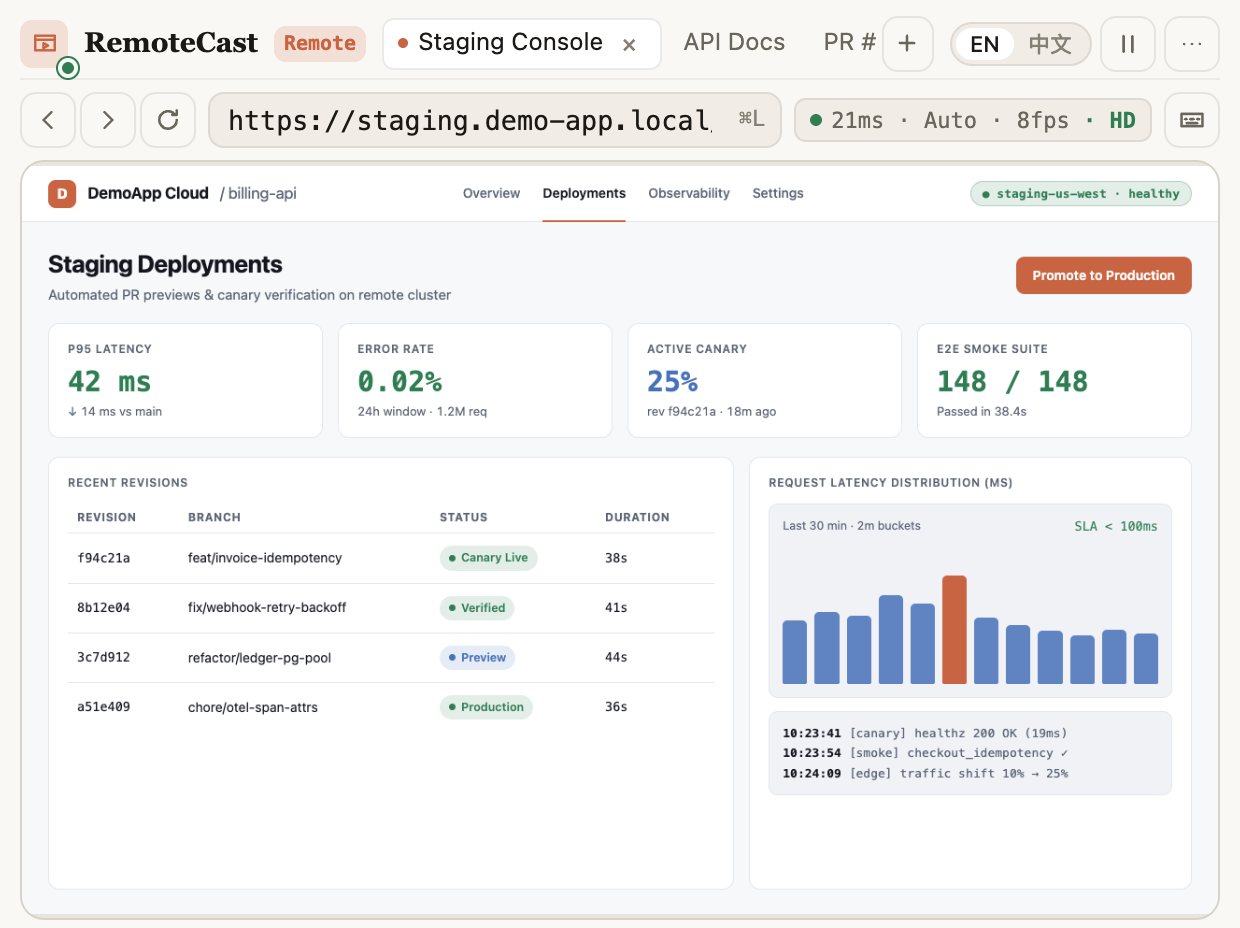 RemoteCast Remote Staging Console × API Docs PR # + EN 中文 ...
https://staging.demo-app.local ⌘L 21ms · Auto · 8fps · HD
D DemoApp Cloud / billing-api Overview Deployments Observability Settings staging-us-west · healthy
Staging Deployments
Automated PR previews & canary verification on remote cluster
Promote to Production
P95 LATENCY
42 ms
↓ 14 ms vs main
ERROR RATE
0.02%
24h window · 1.2M req
ACTIVE CANARY
25%
rev f94c21a · 18m ago
E2E SMOKE SUITE
148 / 148
Passed in 38.4s
RECENT REVISIONS
REVISION BRANCH STATUS DURATION
f94c21a feat/invoice-idempotency Canary Live 38s
8b12e04 fix/webhook-retry-backoff Verified 41s
3c7d912 refactor/ledger-pg-pool Preview 44s
a51e409 chore/otel-span-attrs Production 36s
REQUEST LATENCY DISTRIBUTION (MS)
Last 30 min · 2m buckets SLA < 100ms
10:23:41 [canary] healthz 200 OK (19ms)
10:23:54 [smoke] checkout_idempotency ✓
10:24:09 [edge] traffic shift 10% → 25%